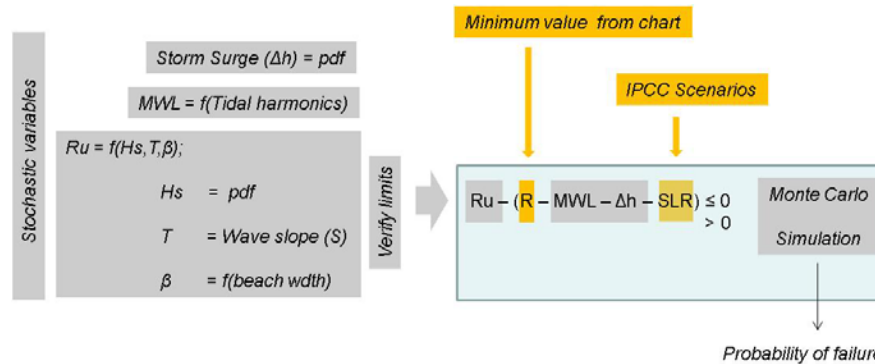 Minimum value from chart
Storm Surge (Δh) = pdf
IPCC Scenarios
MWL = f(Tidal harmonics)
Stochastic variables
Ru = f(Hs,T,β);
Hs = pdf
T = Wave slope (S)
β = f(beach wdth)
Verify limits
Ru – (R – MWL – Δh – SLR) ≤ 0
> 0
Monte Carlo
Simulation
Probability of failure